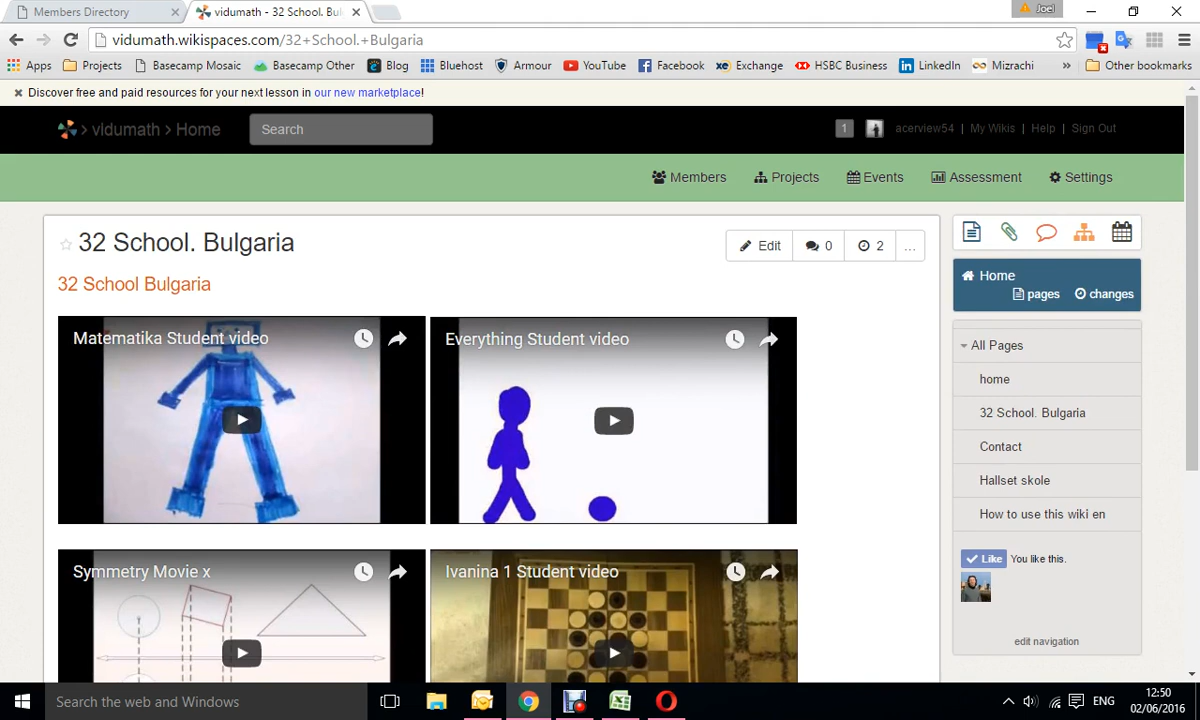 Members Directory
vidumath - 32 School. Bul
Joel
vidumath.wikispaces.com/32+School.+Bulgaria
Apps Projects Basecamp Mosaic Basecamp Other Blog Bluehost Armour YouTube Facebook Exchange HSBC Business LinkedIn Mizrachi » Other bookmarks
Discover free and paid resources for your next lesson in our new marketplace!
vidumath > Home Search 1 acerview54 | My Wikis | Help | Sign Out
Members Projects Events Assessment Settings
32 School. Bulgaria
Edit 0 2 ...
32 School Bulgaria
Matematika Student video
Everything Student video
Symmetry Movie x
Ivanina 1 Student video
Home
pages changes
All Pages
home
32 School. Bulgaria
Contact
Hallset skole
How to use this wiki en
Like You like this.
edit navigation
Search the web and Windows
ENG
12:50
02/06/2016